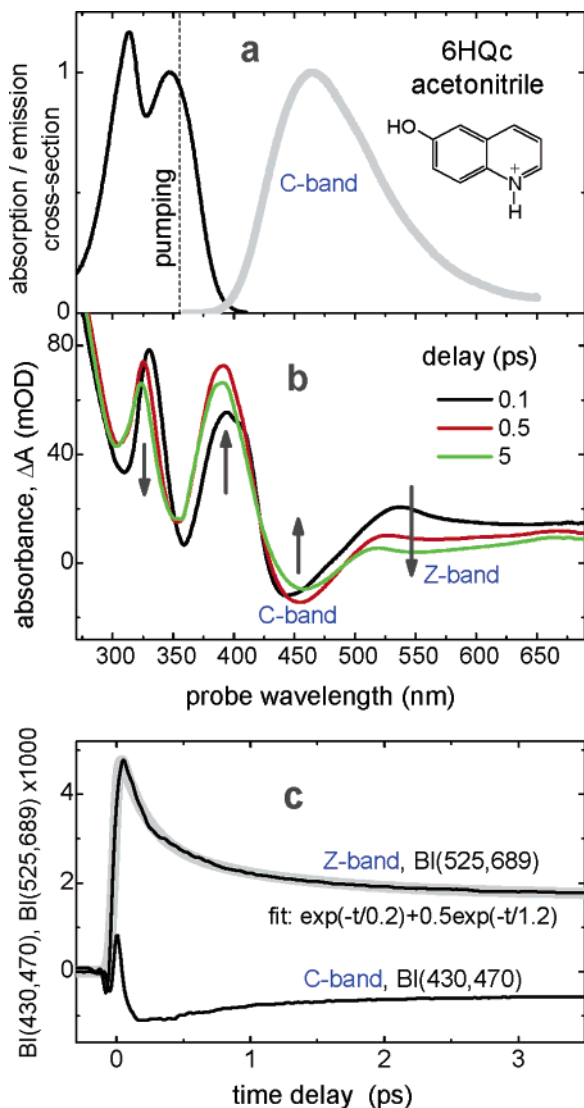 a
6HQc
acetonitrile
HO
N
+
H
absorption / emission
cross-section
1
0
pumping
C-band
b
delay (ps)
0.1
0.5
5
absorbance, ΔA (mOD)
80
40
0
C-band
Z-band
300 350 400 450 500 550 600 650
probe wavelength (nm)
c
BI(430,470), BI(525,689) x1000
4
2
0
Z-band, BI(525,689)
fit: exp(-t/0.2)+0.5exp(-t/1.2)
C-band, BI(430,470)
0 1 2 3
time delay (ps)